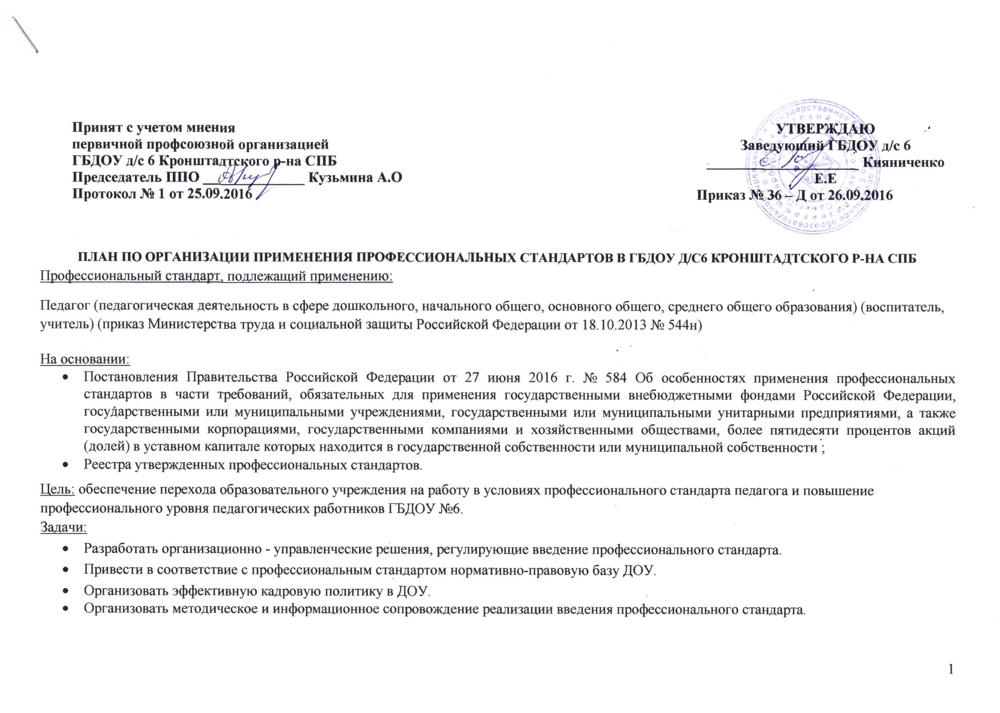 Принят с учетом мнения
первичной профсоюзной организацией
ГБДОУ д/с 6 Кронштадтского р-на СПБ
Председатель ППО ______________ Кузьмина А.О
Протокол № 1 от 25.09.2016
УТВЕРЖДАЮ
Заведующий ГБДОУ д/с 6
_____________________ Кияниченко
Е.Е
Приказ № 36 – Д от 26.09.2016
ПЛАН ПО ОРГАНИЗАЦИИ ПРИМЕНЕНИЯ ПРОФЕССИОНАЛЬНЫХ СТАНДАРТОВ В ГБДОУ Д/С6 КРОНШТАДТСКОГО Р-НА СПБ
Профессиональный стандарт, подлежащий применению:
Педагог (педагогическая деятельность в сфере дошкольного, начального общего, основного общего, среднего общего образования) (воспитатель,
учитель) (приказ Министерства труда и социальной защиты Российской Федерации от 18.10.2013 № 544н)
На основании:
• Постановления Правительства Российской Федерации от 27 июня 2016 г. № 584 Об особенностях применения профессиональных
стандартов в части требований, обязательных для применения государственными внебюджетными фондами Российской Федерации,
государственными или муниципальными учреждениями, государственными или муниципальными унитарными предприятиями, а также
государственными корпорациями, государственными компаниями и хозяйственными обществами, более пятидесяти процентов акций
(долей) в уставном капитале которых находится в государственной собственности или муниципальной собственности ;
• Реестра утвержденных профессиональных стандартов.
Цель: обеспечение перехода образовательного учреждения на работу в условиях профессионального стандарта педагога и повышение
профессионального уровня педагогических работников ГБДОУ №6.
Задачи:
• Разработать организационно - управленческие решения, регулирующие введение профессионального стандарта.
• Привести в соответствие с профессиональным стандартом нормативно-правовую базу ДОУ.
• Организовать эффективную кадровую политику в ДОУ.
• Организовать методическое и информационное сопровождение реализации введения профессионального стандарта.
1